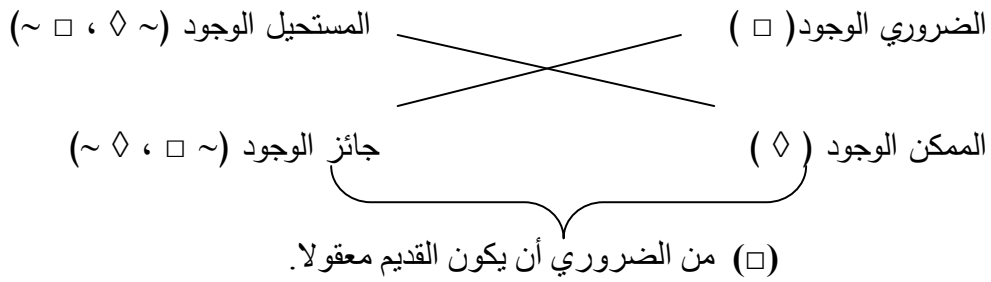 الضروري الوجود( □ ) المستحيل الوجود (~ ◊ ، □ ~)
الممكن الوجود ( ◊ ) جائز الوجود (~ □ ، ◊ ~)
(□) من الضروري أن يكون القديم معقولا.